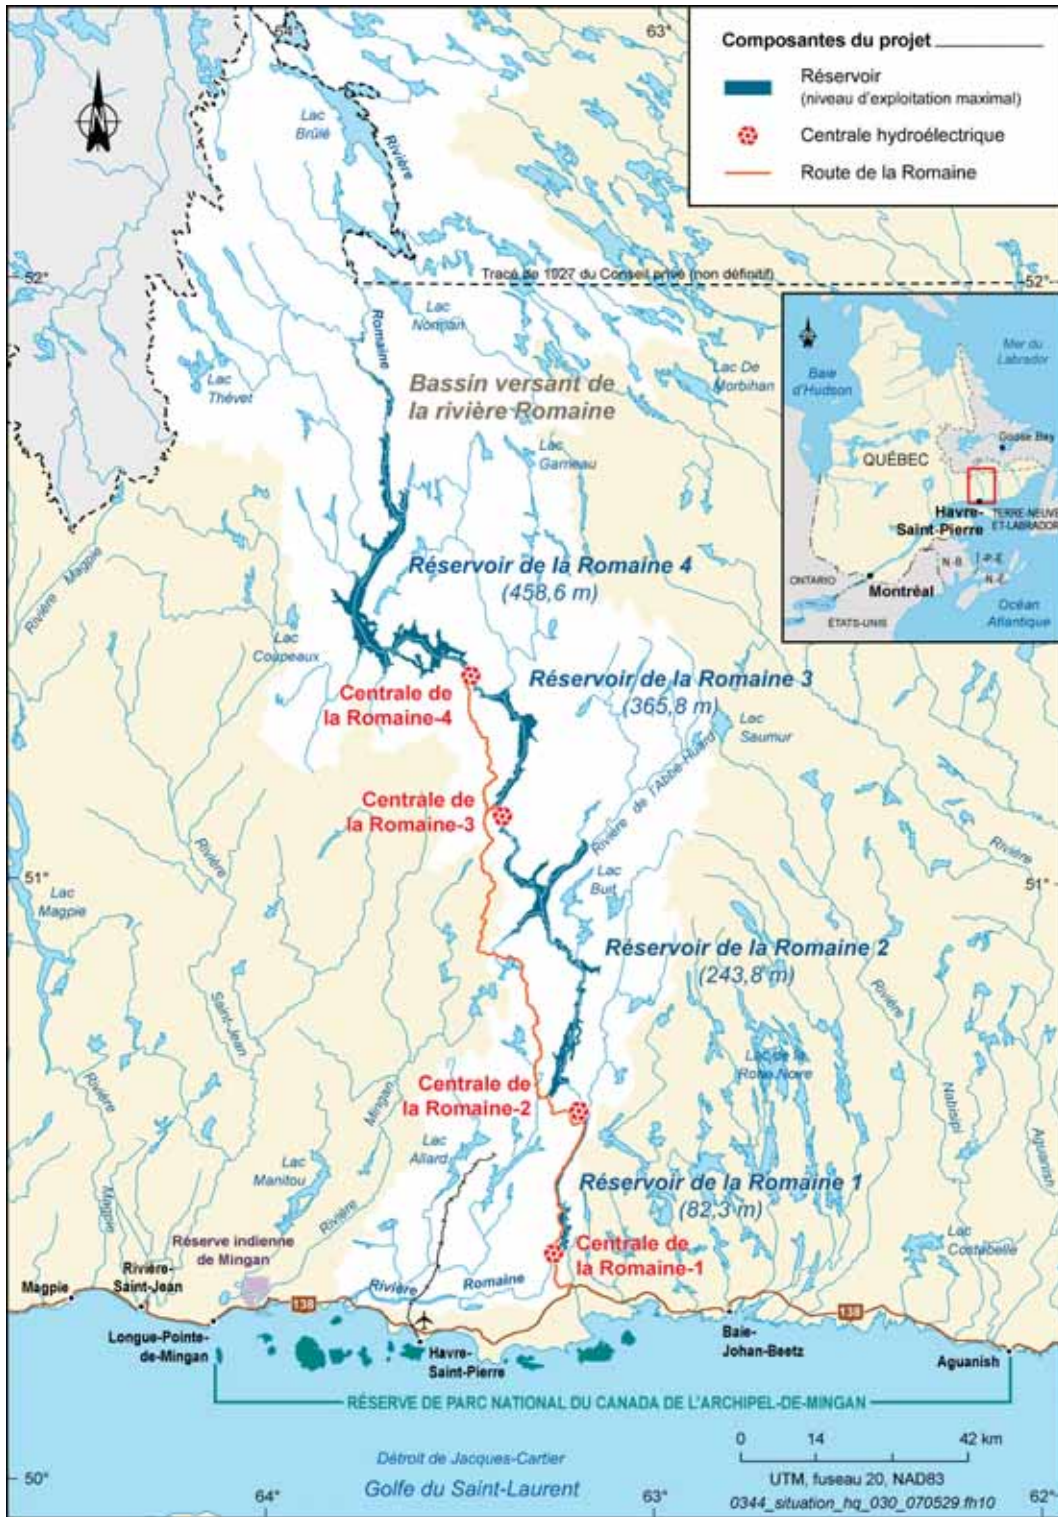 64°
63°
Composantes du projet
Réservoir
(niveau d'exploitation maximal)
Centrale hydroélectrique
Route de la Romaine
N
Lac
Brûlé
Rivière
52°
Tracé de 1927 du Conseil privé (non définitif)
52°
Romaine
Lac
Norman
Lac
Thévet
Lac De
Morbihan
Bassin versant de
la rivière Romaine
Lac
Garneau
Baie
d'Hudson
Mer du
Labrador
Goose Bay
QUÉBEC
Havre-
Saint-Pierre
TERRE-NEUVE
ET-LABRADOR
N.-B.
Î.-P.-É.
N.-É.
ONTARIO
Montréal
ÉTATS-UNIS
Océan
Atlantique
Rivière Magpie
Réservoir de la Romaine 4
(458,6 m)
Lac
Coupeaux
Centrale de
la Romaine-4
Réservoir de la Romaine 3
(365,8 m)
Lac
Saumur
Centrale de
la Romaine-3
Rivière de l'Abbé-Huard
Rivière
Rivière
51°
51°
Lac
Magpie
Lac
Buit
Réservoir de la Romaine 2
(243,8 m)
Rivière
Saint-Jean
Lac de la
Robe Noire
Centrale de
la Romaine-2
Rivière
Mingan
Nabisipi
Aguanish
Lac
Allard
Lac
Manitou
Réservoir de la Romaine 1
(82,3 m)
Magpie
Rivière
Réserve indienne
de Mingan
Centrale de
la Romaine-1
Lac
Costebelle
Rivière-
Saint-Jean
Magpie
Rivière
Romaine
138
138
Longue-Pointe-
de-Mingan
Havre-
Saint-Pierre
Baie-
Johan-Beetz
Aguanish
RÉSERVE DE PARC NATIONAL DU CANADA DE L'ARCHIPEL-DE-MINGAN
0 14 42 km
Détroit de Jacques-Cartier
Golfe du Saint-Laurent
UTM, fuseau 20, NAD83
0344_situation_hq_030_070529.fh10
50°
64°
63°
62°